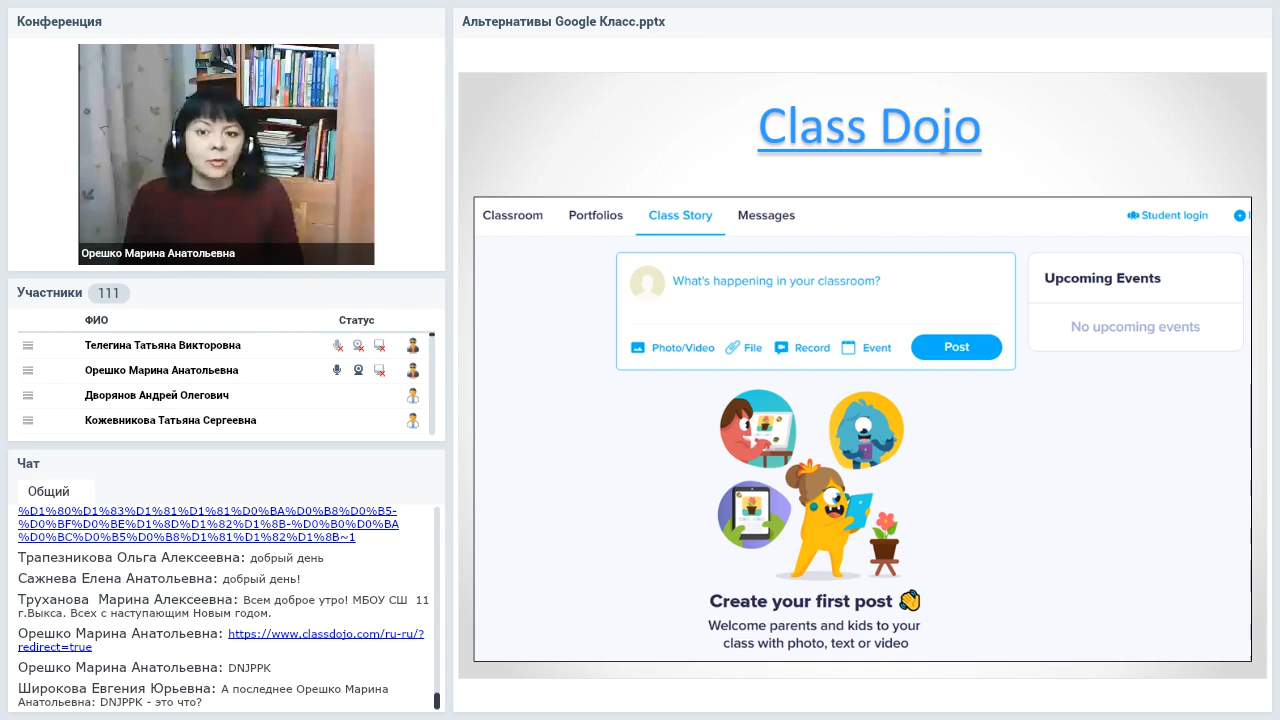 Конференция
Орешко Марина Анатольевна
Участники 111
ФИО Статус
Телегина Татьяна Викторовна
Орешко Марина Анатольевна
Дворянов Андрей Олегович
Кожевникова Татьяна Сергеевна
Чат
Общий
%D1%80%D1%83%D1%81%D1%81%D0%BA%D0%B8%D0%B5-
%D0%BF%D0%BE%D1%8D%D1%82%D1%8B-%D0%B0%D0%BA
%D0%BC%D0%B5%D0%B8%D1%81%D1%82%D1%8B~1
Трапезникова Ольга Алексеевна: добрый день
Сажнева Елена Анатольевна: добрый день!
Труханова Марина Алексеевна: Всем доброе утро! МБОУ СШ 11
г.Выкса. Всех с наступающим Новым годом.
Орешко Марина Анатольевна: https://www.classdojo.com/ru-ru/?
redirect=true
Орешко Марина Анатольевна: DNJPPK
Широкова Евгения Юрьевна: А последнее Орешко Марина
Анатольевна: DNJPPK - это что?
Альтернативы Google Класс.pptx
Class Dojo
Classroom Portfolios Class Story Messages Student login
What's happening in your classroom?
Photo/Video File Record Event Post
Upcoming Events
No upcoming events
Create your first post
Welcome parents and kids to your
class with photo, text or video